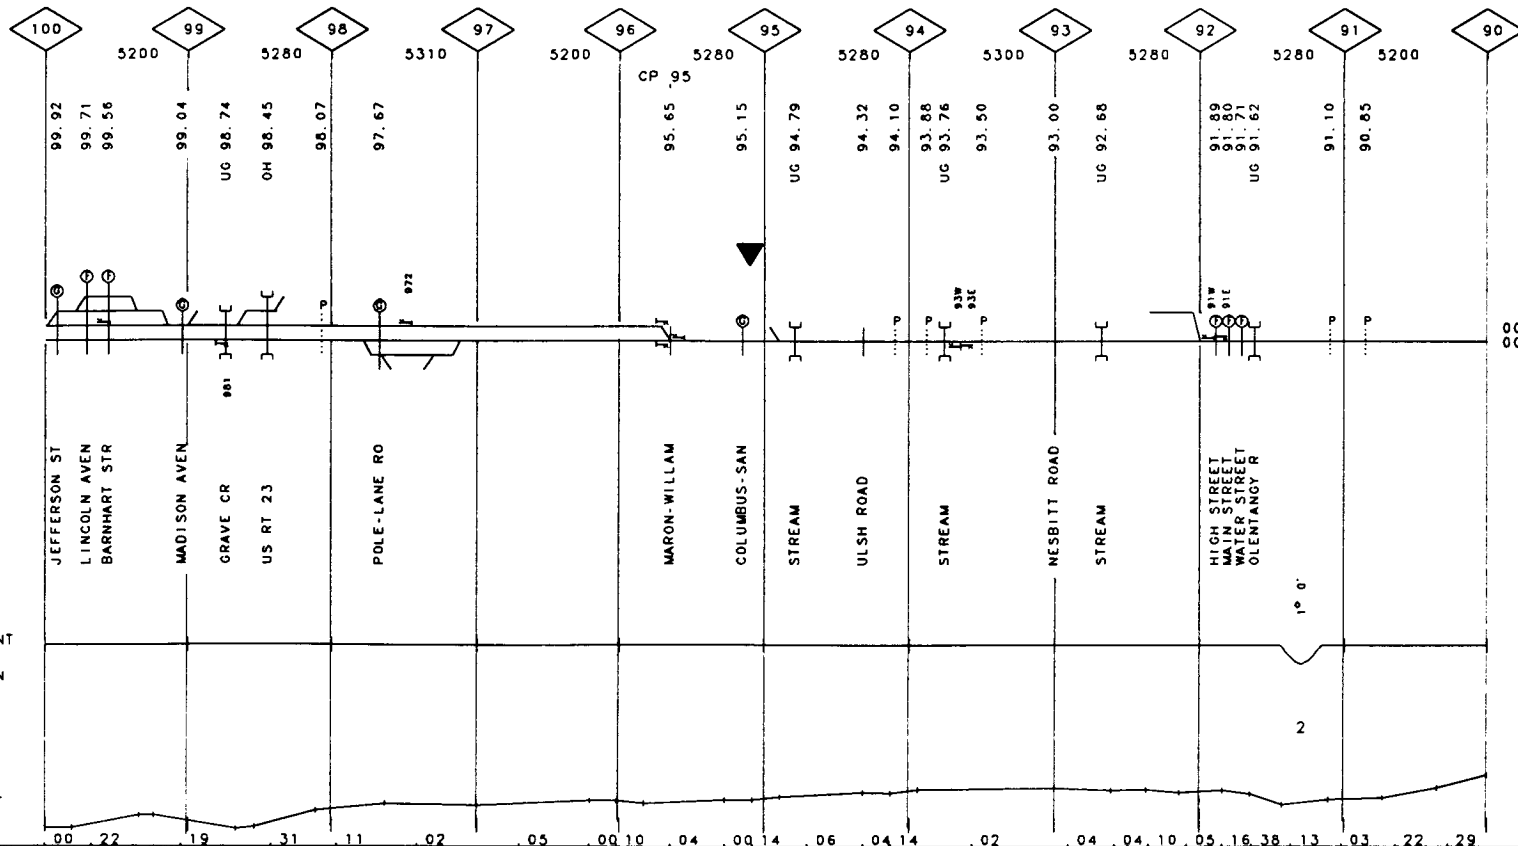 100 99 98 97 96 95 94 93 92 91 90
5200 5280 5310 5200 5280 5280 5300 5280 5280 5200
CP 95
99.92
99.71
99.56
99.04
UG 98.74
OH 98.45
98.07
97.67
95.65
95.15
UG 94.79
94.32
94.10
93.88
UG 93.76
93.50
93.00
UG 92.68
91.89
91.80
91.71
UG 91.62
91.10
90.85
G F F G P G 972 G P P 93W 93E P 91W 91E F F F P P
981
JEFFERSON ST
LINCOLN AVEN
BARNHART STR
MADISON AVEN
GRAVE CR
US RT 23
POLE-LANE RO
MARON-WILLAM
COLUMBUS-SAN
STREAM
ULSH ROAD
STREAM
NESBITT ROAD
STREAM
HIGH STREET
MAIN STREET
WATER STREET
OLENTANGY R
1° 0'
NT
N
2
.00 .22 .19 .31 .11 .02 .05 .00 .10 .04 .00 .14 .06 .04 .14 .02 .04 .04 .10 .05 .16 .38 .13 .03 .22 .29